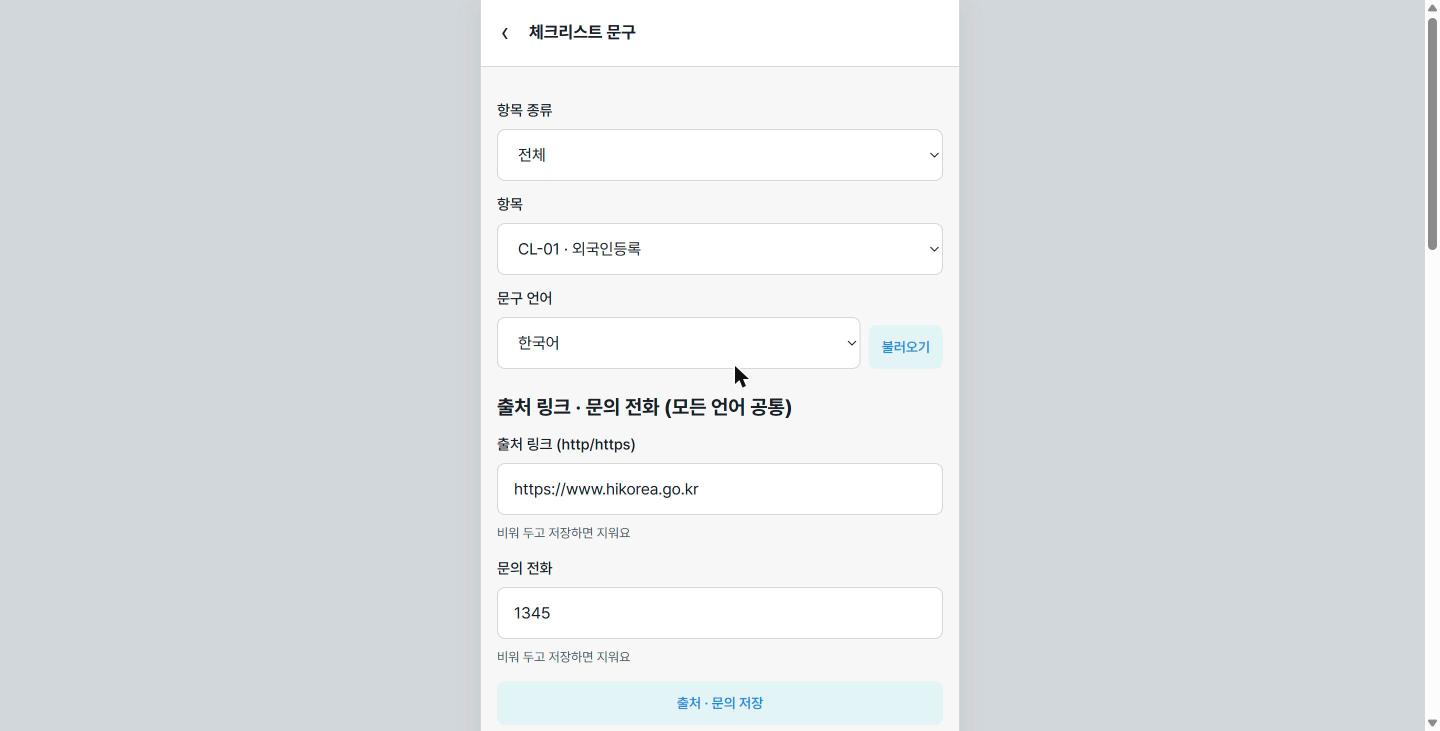 체크리스트 문구
항목 종류
전체
항목
CL-01 · 외국인등록
문구 언어
한국어
불러오기
출처 링크 · 문의 전화 (모든 언어 공통)
출처 링크 (http/https)
https://www.hikorea.go.kr
비워 두고 저장하면 지워요
문의 전화
1345
비워 두고 저장하면 지워요
출처 · 문의 저장